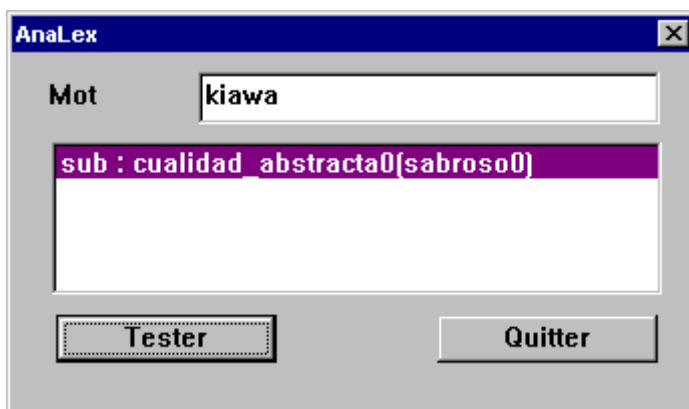 AnaLex
Mot kiawa
sub : cualidad_abstracta0(sabroso0)
Tester Quitter